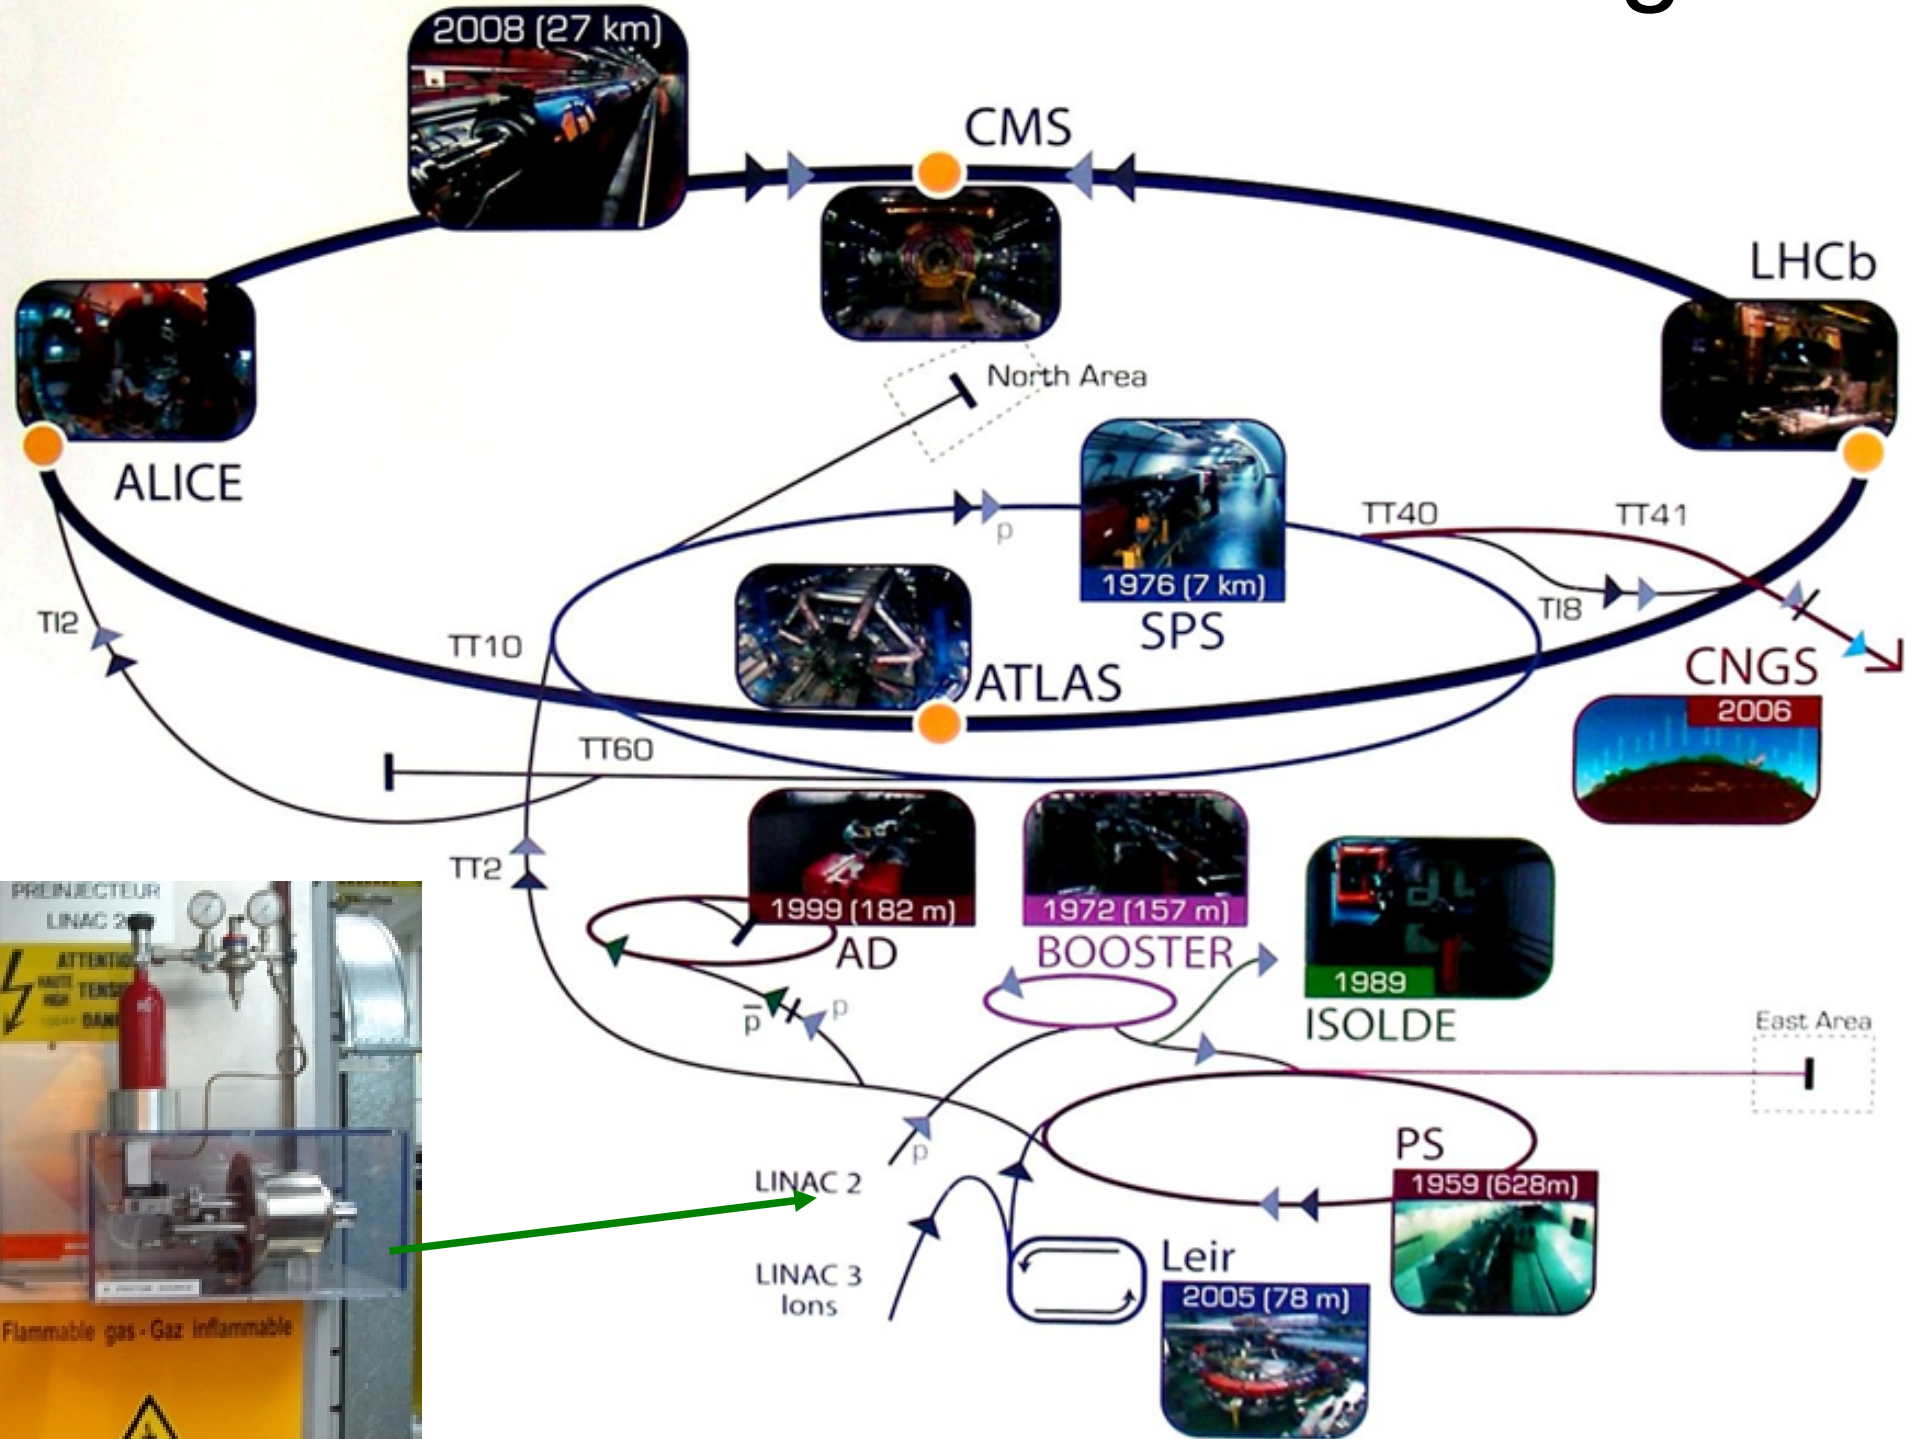 g
2008 (27 km)
CMS
LHCb
North Area
ALICE
p
1976 (7 km)
SPS
TT40
TT41
TI8
TI2
TT10
ATLAS
CNGS
2006
TT60
TT2
1999 (182 m)
AD
1972 (157 m)
BOOSTER
1989
ISOLDE
p̅
p
East Area
p
LINAC 2
PS
1959 (628m)
LINAC 3
Ions
Leir
2005 (78 m)
PREINJECTEUR
LINAC 2
ATTENTIO
HAUTE
HIGH
TENS
DAN
Flammable gas - Gaz inflammable